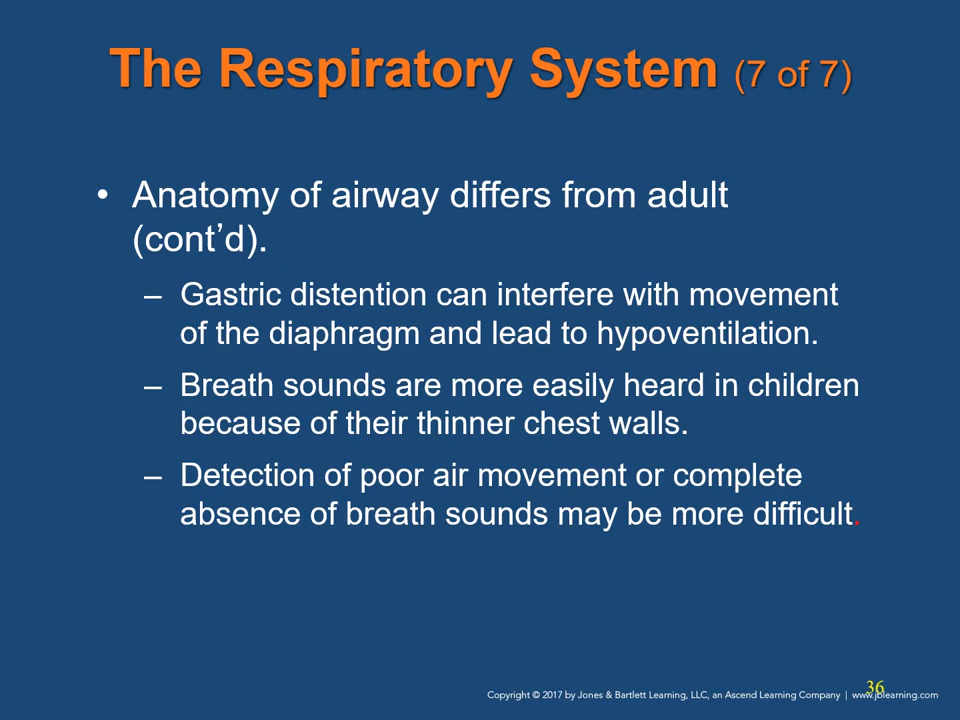 The Respiratory System (7 of 7)
• Anatomy of airway differs from adult
(cont’d).
– Gastric distention can interfere with movement
of the diaphragm and lead to hypoventilation.
– Breath sounds are more easily heard in children
because of their thinner chest walls.
– Detection of poor air movement or complete
absence of breath sounds may be more difficult.
36
Copyright © 2017 by Jones & Bartlett Learning, LLC, an Ascend Learning Company | www.jblearning.com